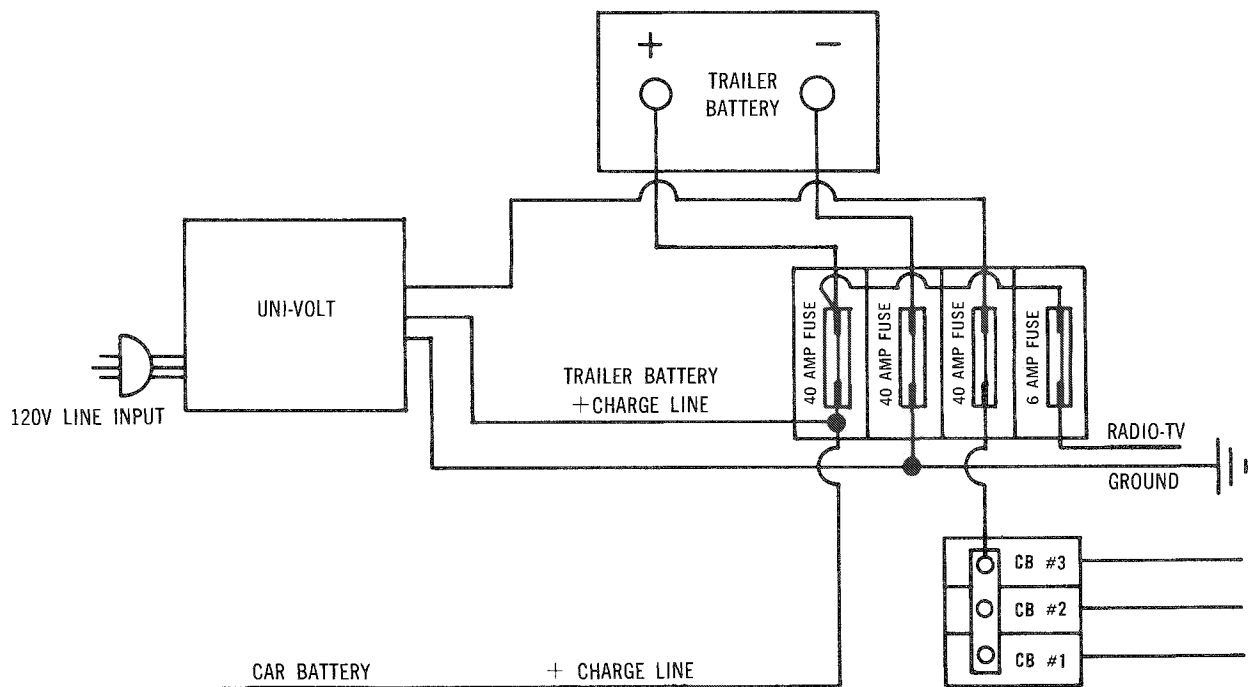 + −
TRAILER
BATTERY
UNI-VOLT
120V LINE INPUT
TRAILER BATTERY
+CHARGE LINE
40 AMP FUSE
40 AMP FUSE
40 AMP FUSE
6 AMP FUSE
RADIO-TV
GROUND
CB #3
CB #2
CB #1
CAR BATTERY + CHARGE LINE